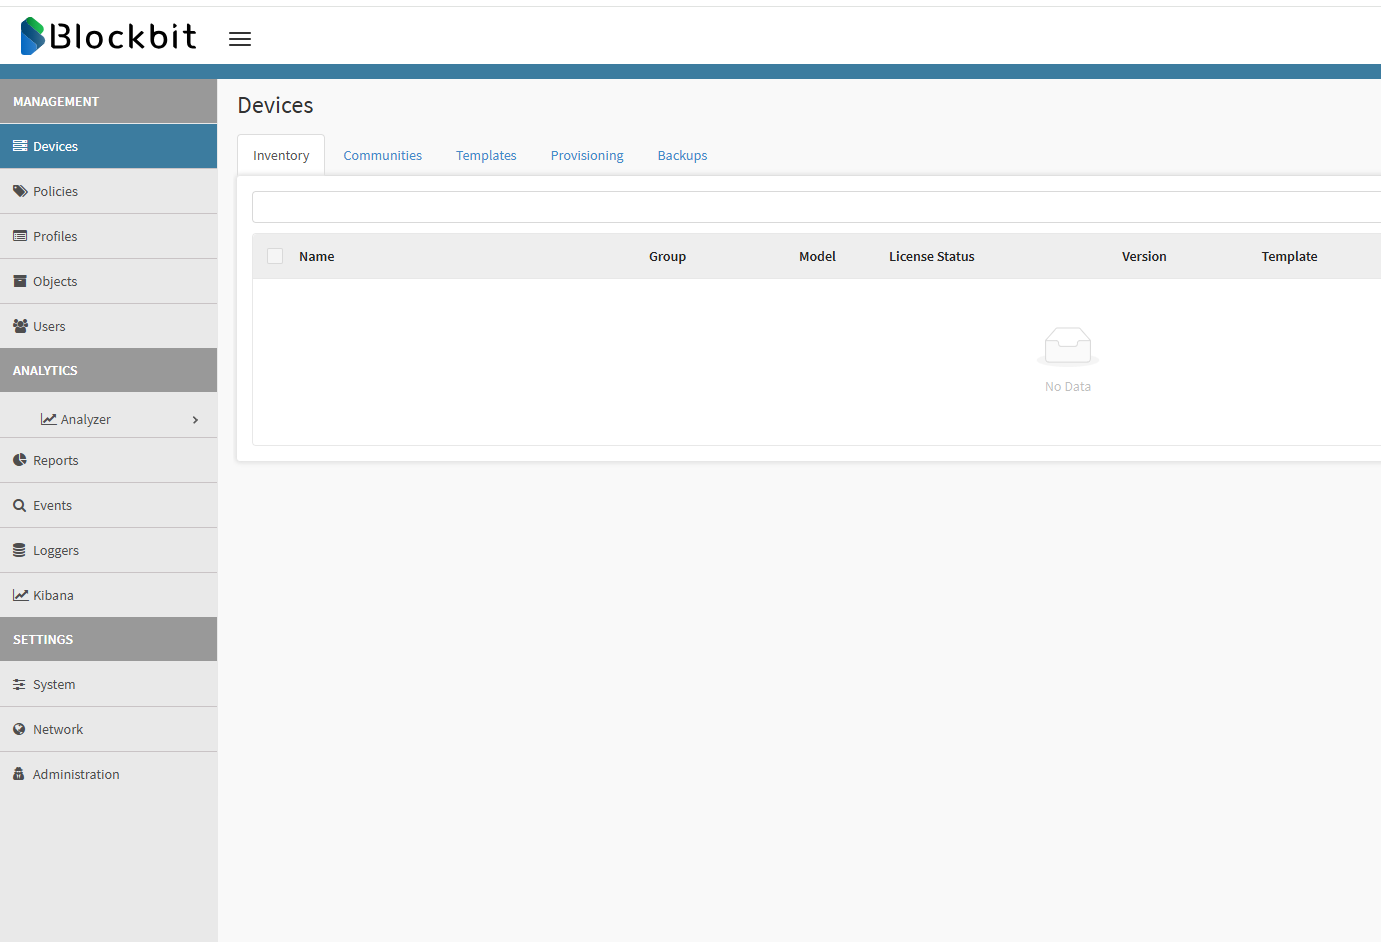 Blockbit
MANAGEMENT
Devices
Policies
Profiles
Objects
Users
ANALYTICS
Analyzer
Reports
Events
Loggers
Kibana
SETTINGS
System
Network
Administration
Devices
Inventory Communities Templates Provisioning Backups
Name Group Model License Status Version Template
No Data